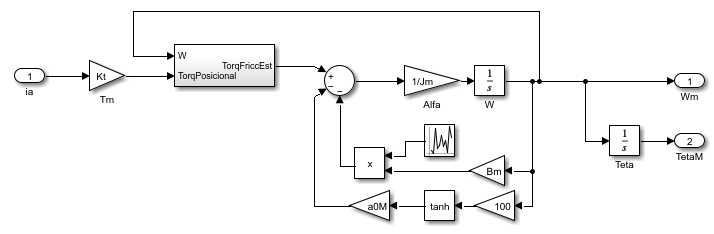 W
TorqFriccEst
TorqPosicional
1
ia
Kt
Tm
+
−
−
1/Jm
Alfa
1
s
W
1
Wm
1
s
Teta
2
TetaM
x
Bm
a0M
tanh
100